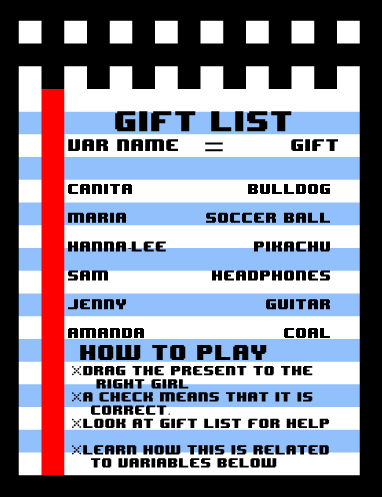 GIFT LIST
VAR NAME = GIFT
CANITA BULLDOG
MARIA SOCCER BALL
HANNA-LEE PIKACHU
SAM HEADPHONES
JENNY GUITAR
AMANDA COAL
HOW TO PLAY
※DRAG THE PRESENT TO THE
RIGHT GIRL
※A CHECK MEANS THAT IT IS
CORRECT.
※LOOK AT GIFT LIST FOR HELP
※LEARN HOW THIS IS RELATED
TO VARIABLES BELOW